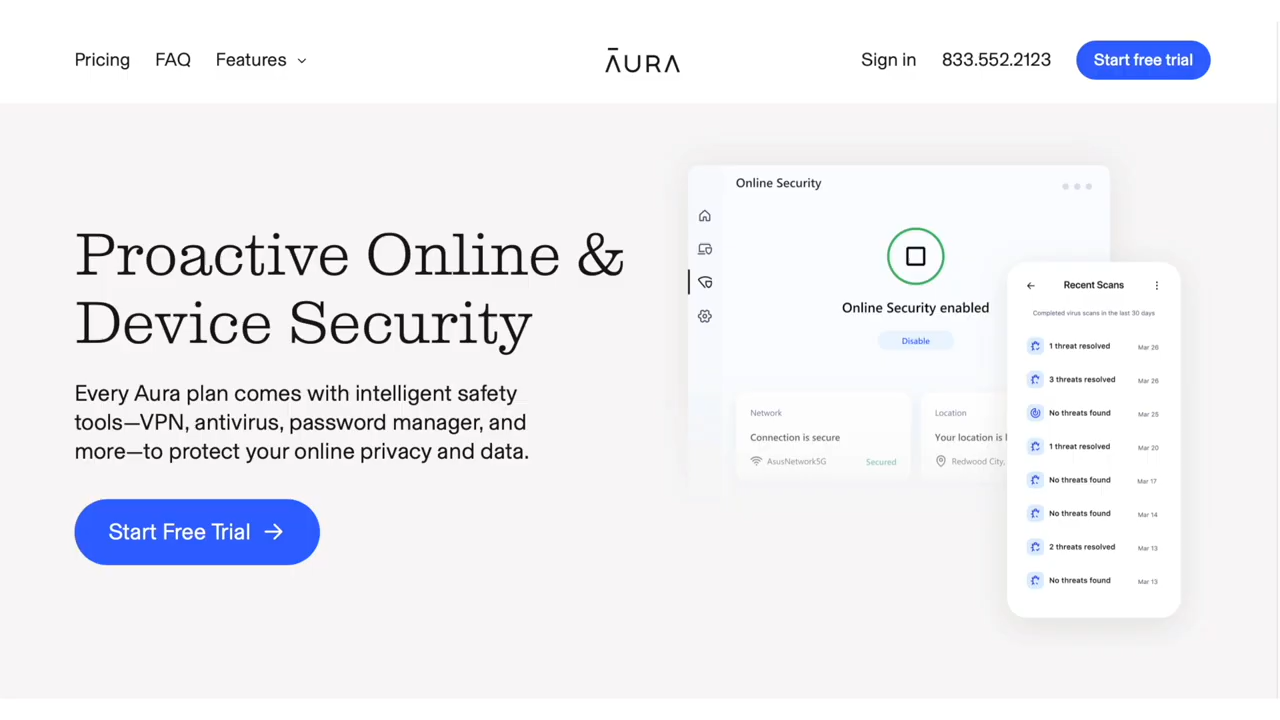 Pricing
FAQ
Features
ĀURA
Sign in
833.552.2123
Start free trial
Proactive Online &
Device Security
Every Aura plan comes with intelligent safety
tools—VPN, antivirus, password manager, and
more—to protect your online privacy and data.
Start Free Trial
Online Security
Online Security enabled
Disable
Network
Connection is secure
AsusNetworkSG
Secured
Location
Your location is
Redwood City,
Recent Scans
Completed virus scans in the last 30 days
1 threat resolved
Mar 26
3 threats resolved
Mar 26
No threats found
Mar 25
1 threat resolved
Mar 20
No threats found
Mar 17
No threats found
Mar 14
2 threats resolved
Mar 13
No threats found
Mar 13